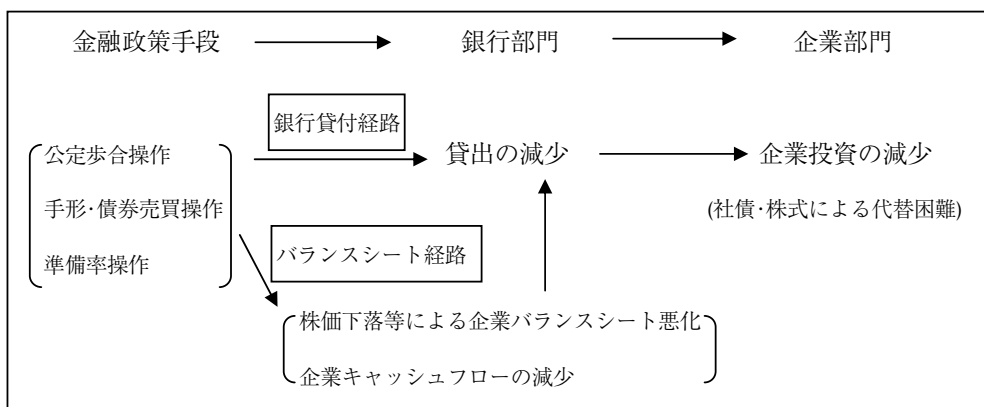 金融政策手段 銀行部門 企業部門
銀行貸付経路
公定歩合操作 貸出の減少 企業投資の減少
手形･債券売買操作 (社債･株式による代替困難)
準備率操作 バランスシート経路
株価下落等による企業バランスシート悪化
企業キャッシュフローの減少